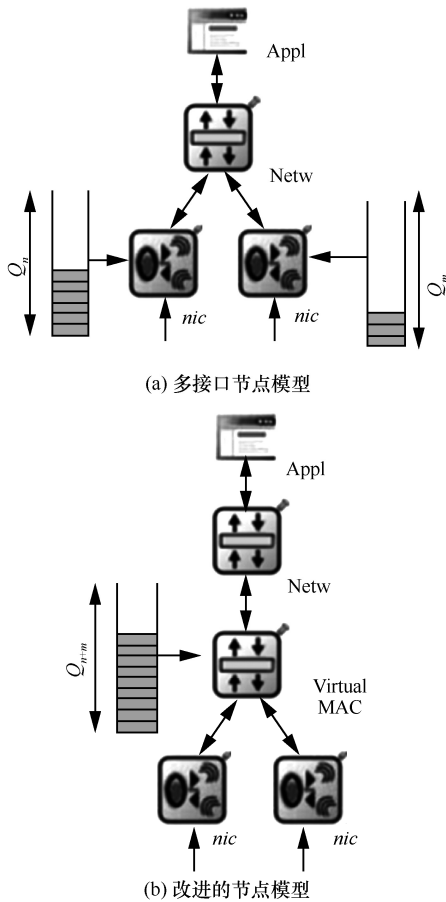 Appl
Netw
Qn
Qm
nic
nic
(a) 多接口节点模型
Appl
Netw
Qn+m
Virtual
MAC
nic
nic
(b) 改进的节点模型